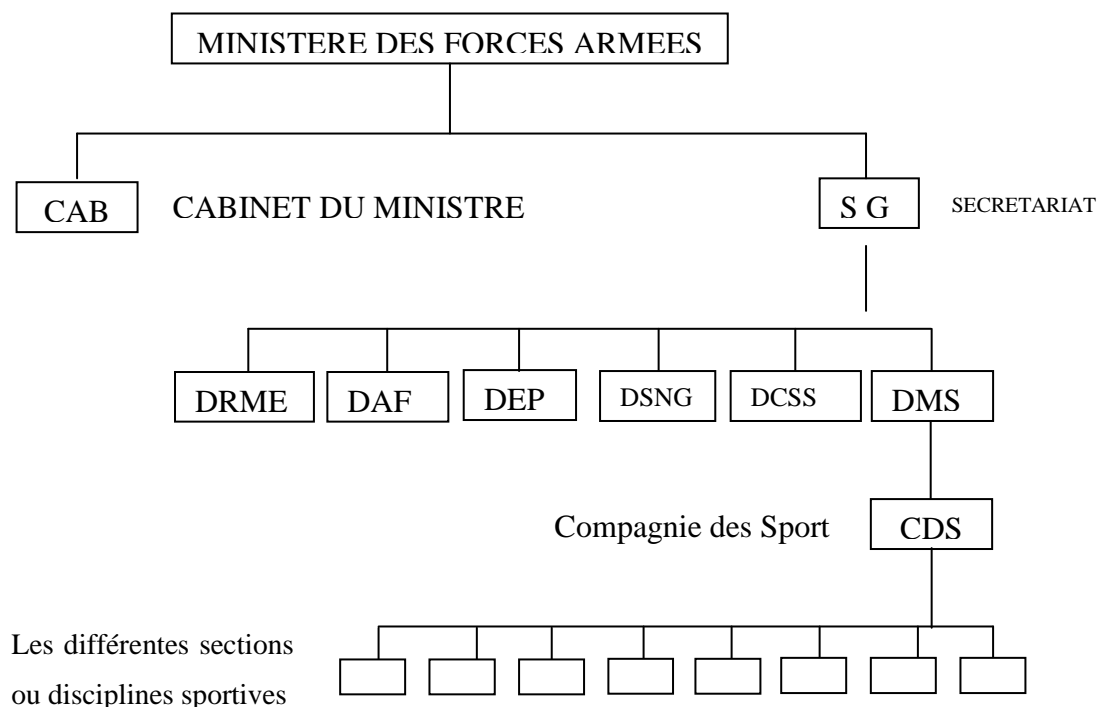 MINISTERE DES FORCES ARMEES
CAB
CABINET DU MINISTRE
S G
SECRETARIAT
DRME
DAF
DEP
DSNG
DCSS
DMS
Compagnie des Sport
CDS
Les différentes sections
ou disciplines sportives